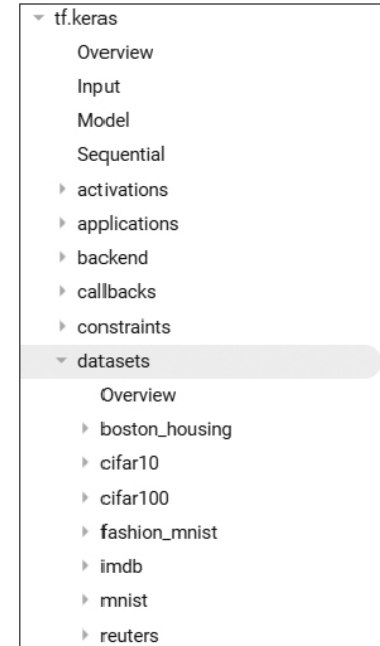 tf.keras
Overview
Input
Model
Sequential
activations
applications
backend
callbacks
constraints
datasets
Overview
boston_housing
cifar10
cifar100
fashion_mnist
imdb
mnist
reuters